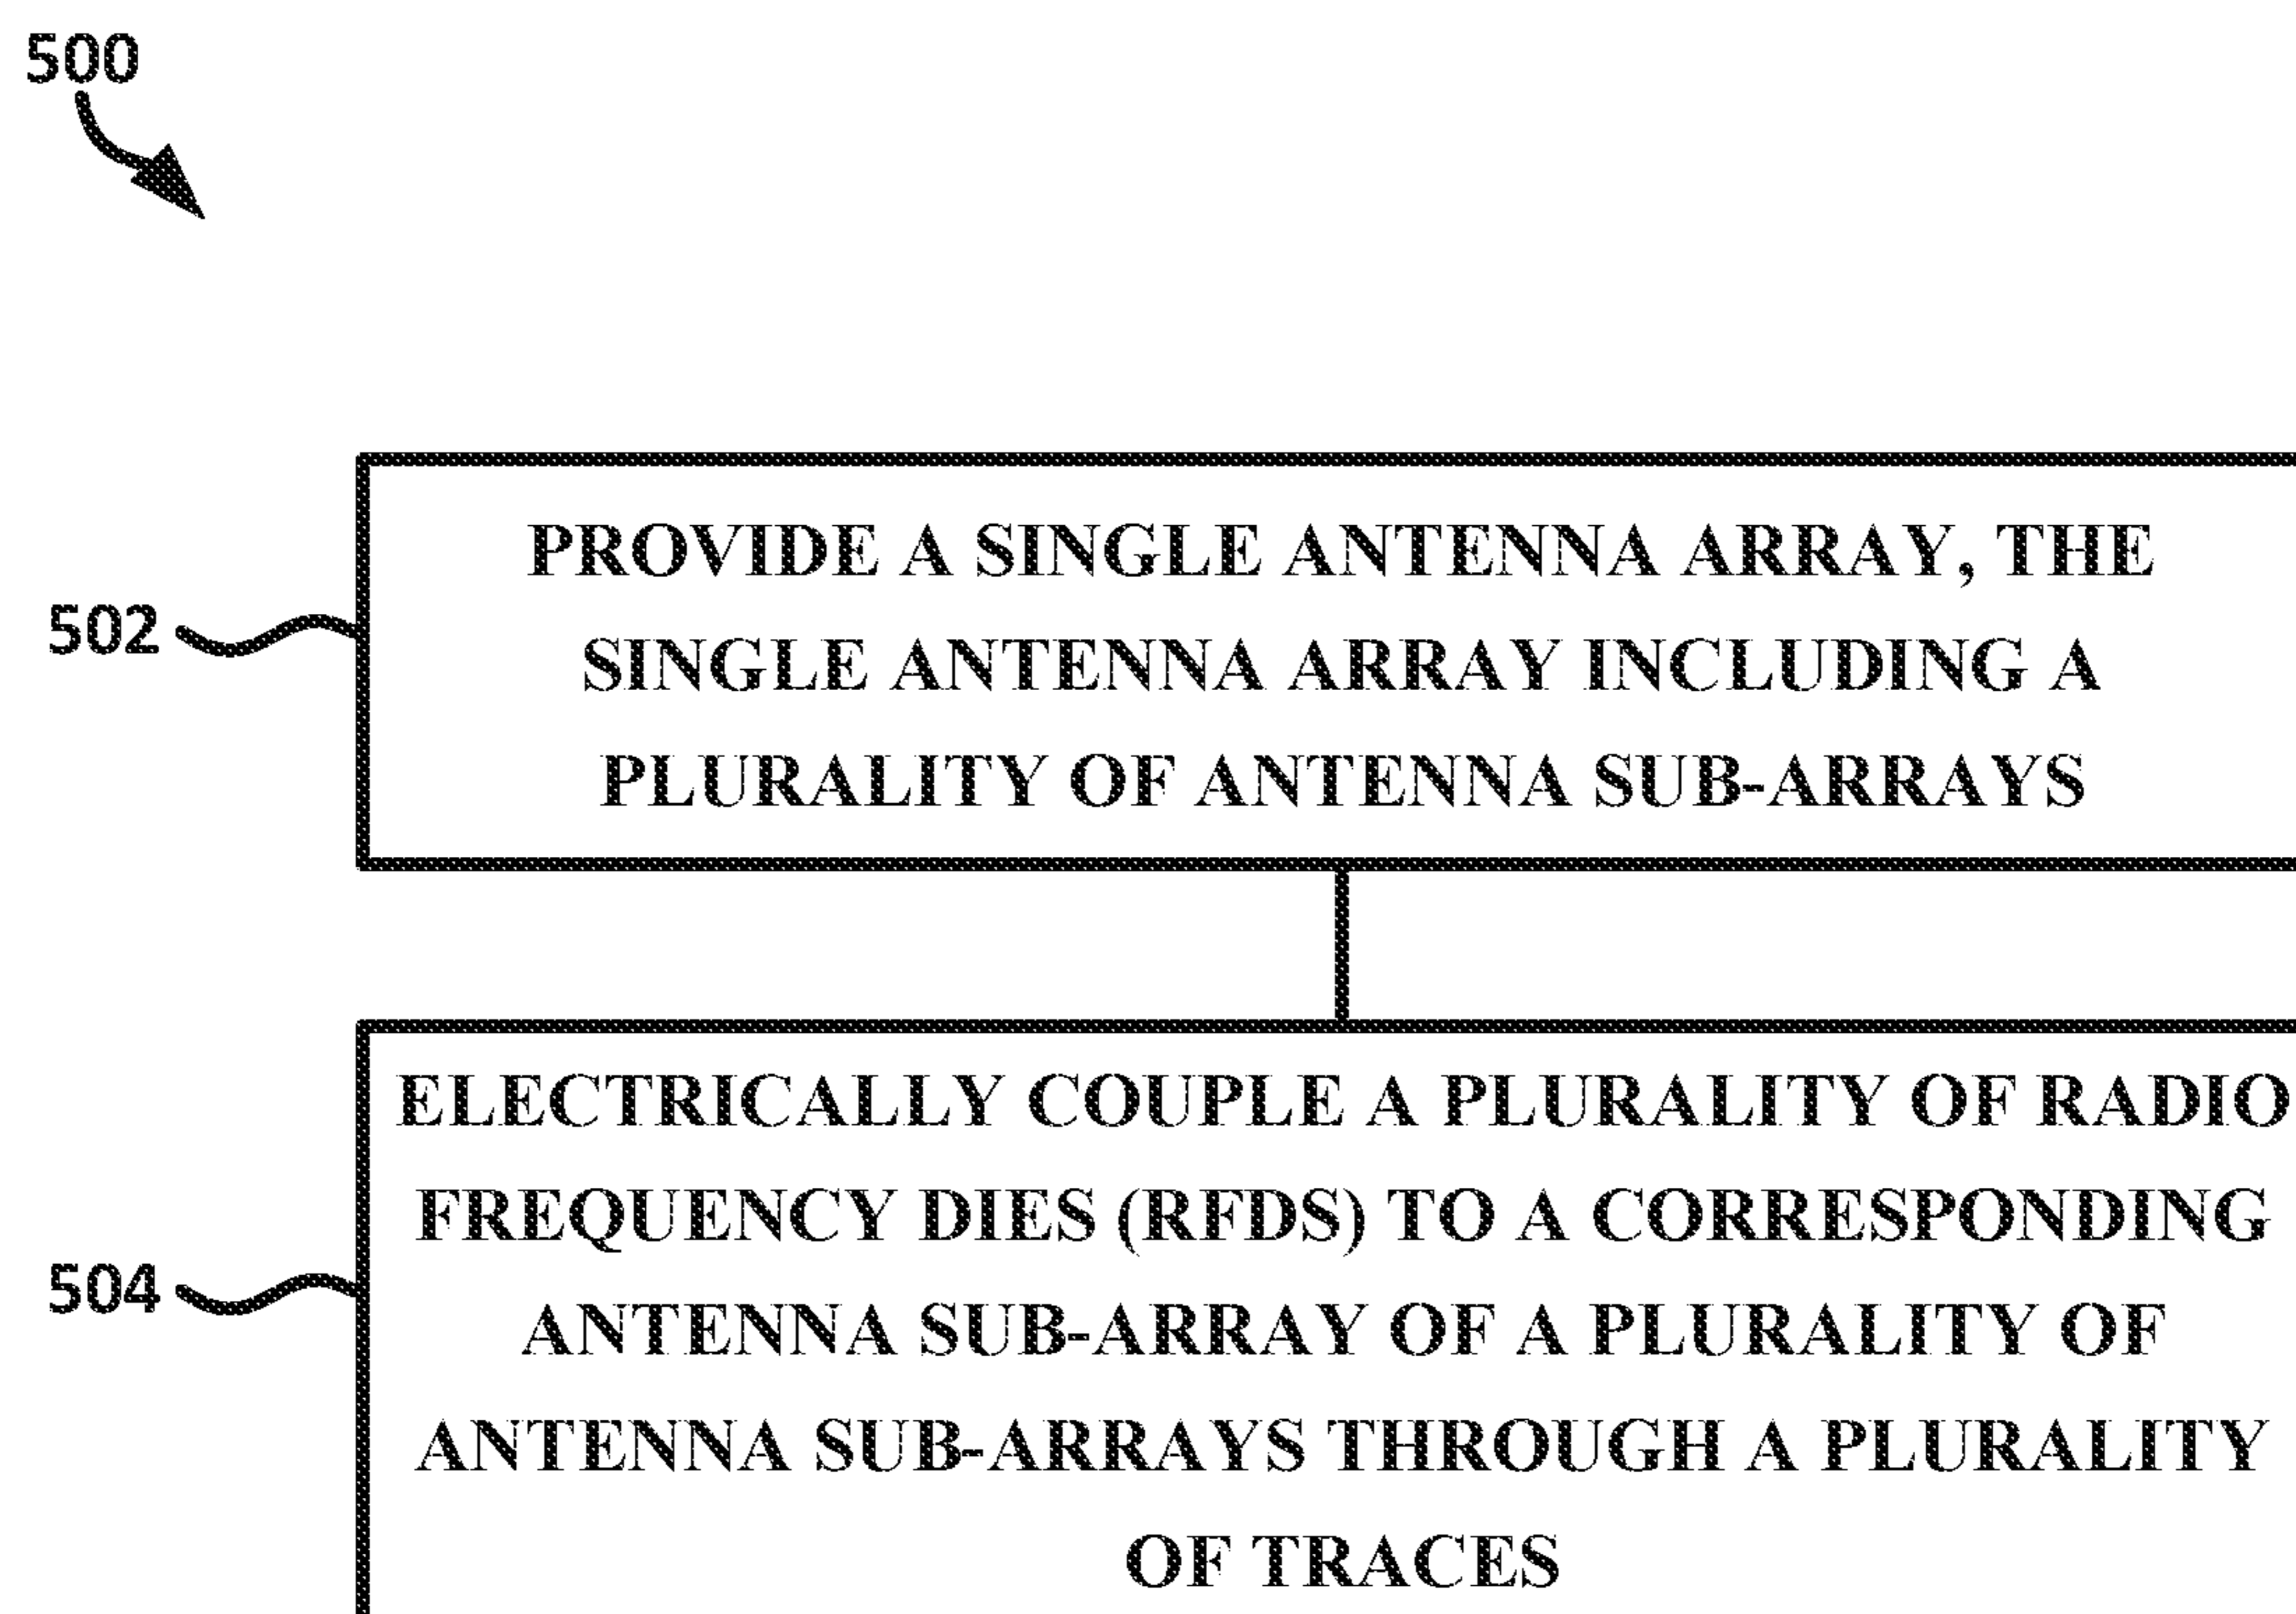 500
502
PROVIDE A SINGLE ANTENNA ARRAY, THE
SINGLE ANTENNA ARRAY INCLUDING A
PLURALITY OF ANTENNA SUB-ARRAYS
504
ELECTRICALLY COUPLE A PLURALITY OF RADIO
FREQUENCY DIES (RFDS) TO A CORRESPONDING
ANTENNA SUB-ARRAY OF A PLURALITY OF
ANTENNA SUB-ARRAYS THROUGH A PLURALITY
OF TRACES